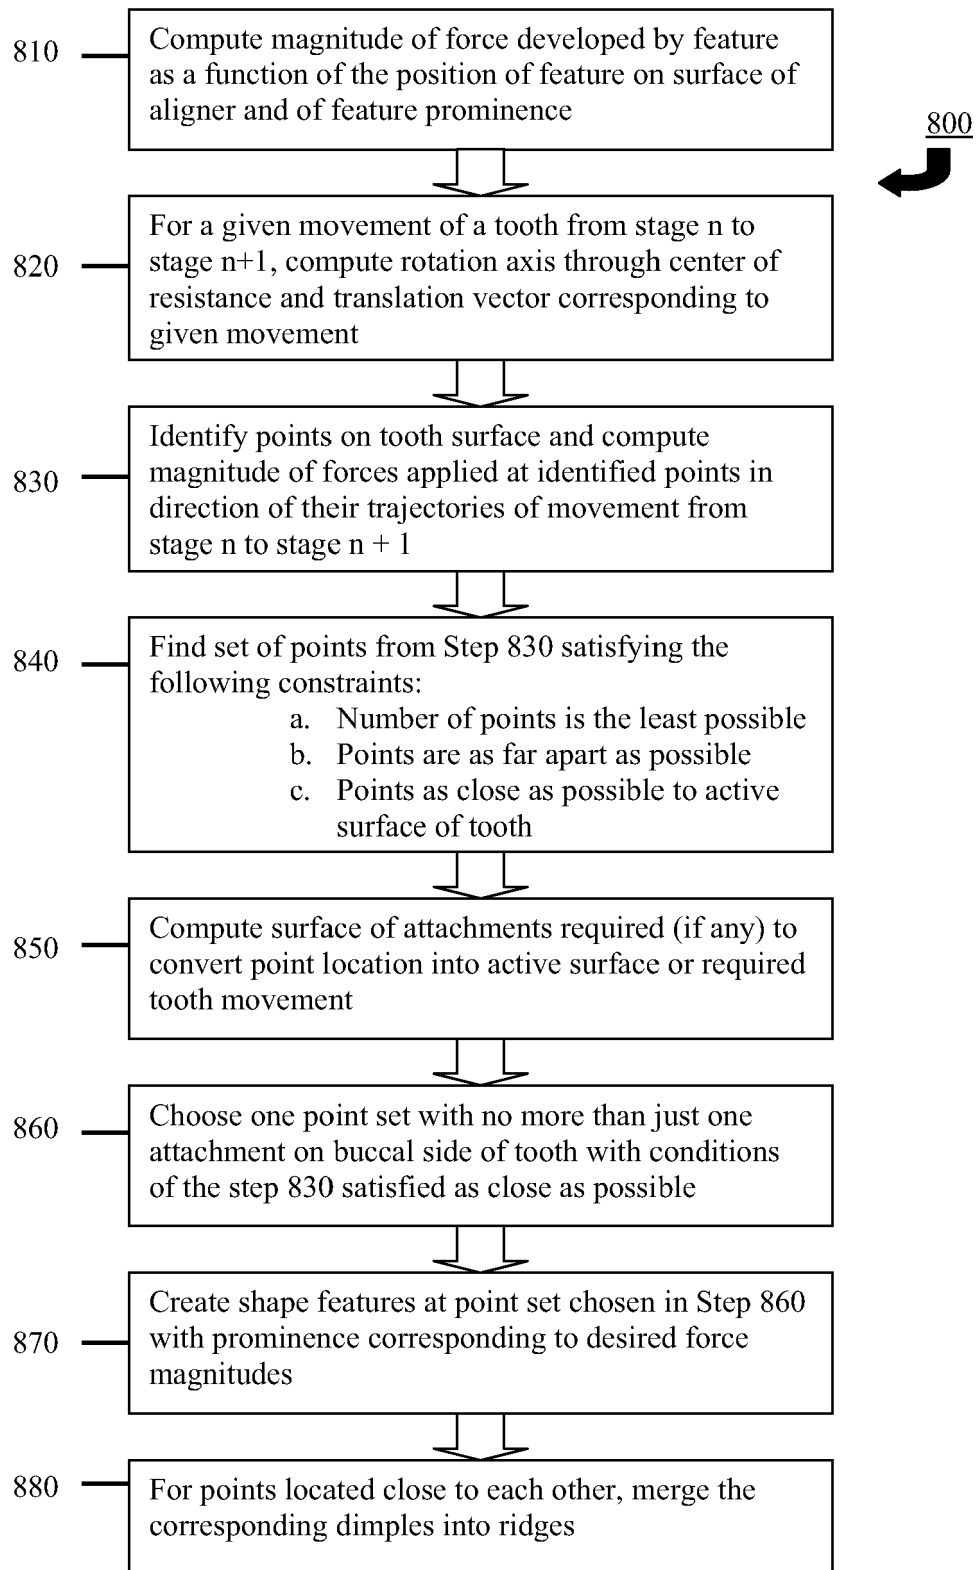 810
Compute magnitude of force developed by feature
as a function of the position of feature on surface of
aligner and of feature prominence
800
820
For a given movement of a tooth from stage n to
stage n+1, compute rotation axis through center of
resistance and translation vector corresponding to
given movement
830
Identify points on tooth surface and compute
magnitude of forces applied at identified points in
direction of their trajectories of movement from
stage n to stage n + 1
840
Find set of points from Step 830 satisfying the
following constraints:
a. Number of points is the least possible
b. Points are as far apart as possible
c. Points as close as possible to active
surface of tooth
850
Compute surface of attachments required (if any) to
convert point location into active surface or required
tooth movement
860
Choose one point set with no more than just one
attachment on buccal side of tooth with conditions
of the step 830 satisfied as close as possible
870
Create shape features at point set chosen in Step 860
with prominence corresponding to desired force
magnitudes
880
For points located close to each other, merge the
corresponding dimples into ridges